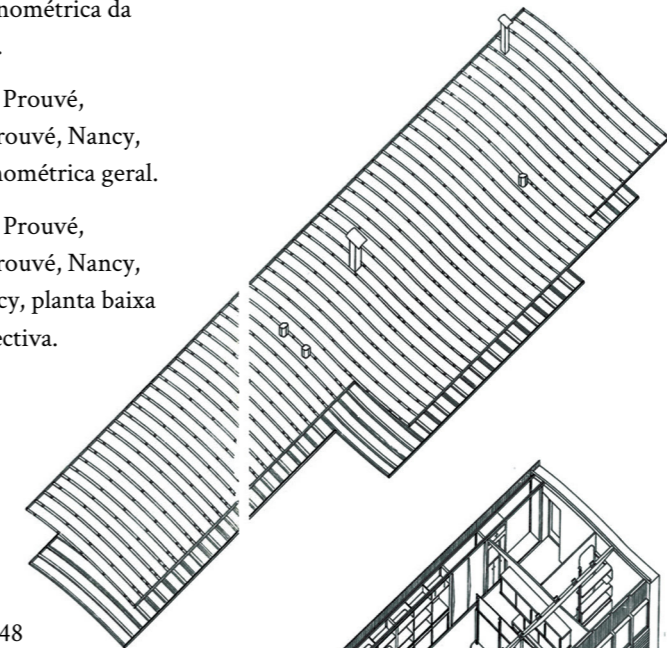 nométrica da
.
Prouvé,
rouvé, Nancy,
nométrica geral.
Prouvé,
rouvé, Nancy,
cy, planta baixa
ectiva.
48